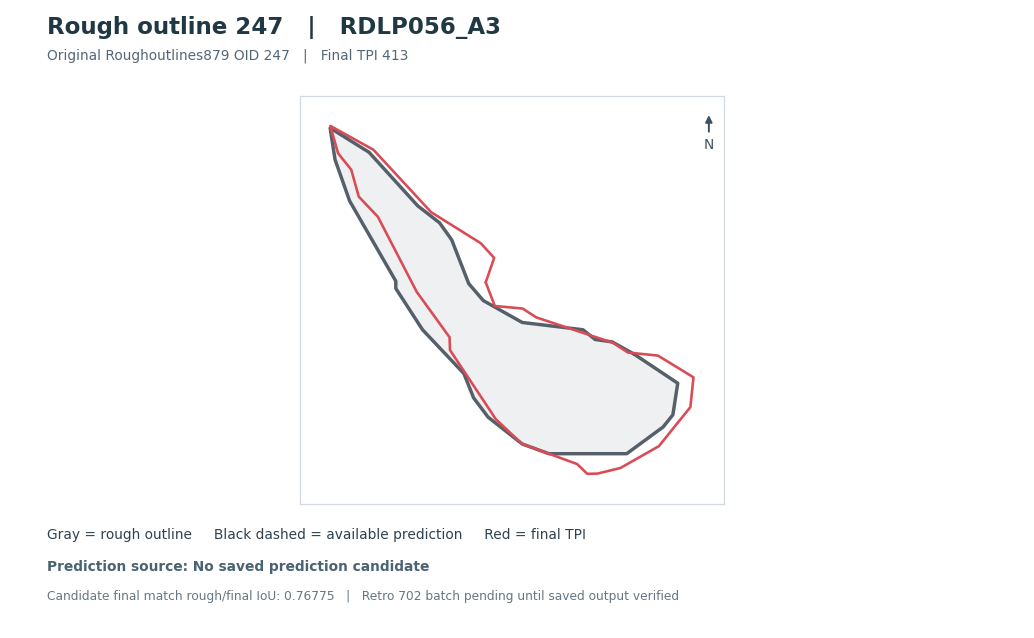 Rough outline 247   |   RDLP056_A3
Original Roughoutlines879 OID 247   |   Final TPI 413
N
Gray = rough outline     Black dashed = available prediction     Red = final TPI
Prediction source: No saved prediction candidate
Candidate final match rough/final IoU: 0.76775   |   Retro 702 batch pending until saved output verified